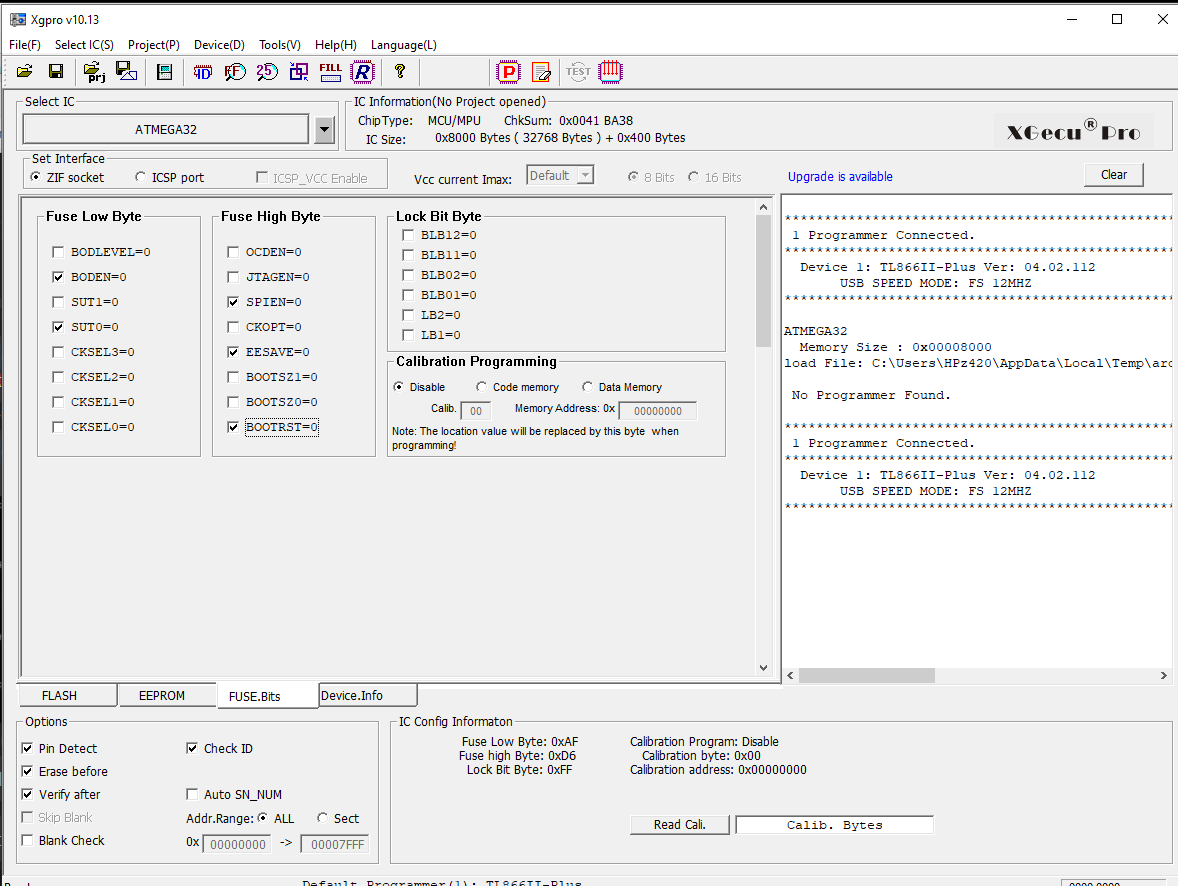 Xgpro v10.13
File(F) Select IC(S) Project(P) Device(D) Tools(V) Help(H) Language(L)
prj ID FF 25 FILL R ? P TEST
Select IC
ATMEGA32
IC Information(No Project opened)
ChipType: MCU/MPU ChkSum: 0x0041 BA38
IC Size: 0x8000 Bytes ( 32768 Bytes ) + 0x400 Bytes
XGecu® Pro
Set Interface
ZIF socket ICSP port ICSP_VCC Enable
Vcc current Imax: Default 8 Bits 16 Bits
Upgrade is available
Clear
Fuse Low Byte
BODLEVEL=0
BODEN=0
SUT1=0
SUT0=0
CKSEL3=0
CKSEL2=0
CKSEL1=0
CKSEL0=0
Fuse High Byte
OCDEN=0
JTAGEN=0
SPIEN=0
CKOPT=0
EESAVE=0
BOOTSZ1=0
BOOTSZ0=0
BOOTRST=0
Lock Bit Byte
BLB12=0
BLB11=0
BLB02=0
BLB01=0
LB2=0
LB1=0
Calibration Programming
Disable Code memory Data Memory
Calib. 00 Memory Address: 0x 00000000
Note: The location value will be replaced by this byte when
programming!
************************************************
1 Programmer Connected.
************************************************
Device 1: TL866II-Plus Ver: 04.02.112
USB SPEED MODE: FS 12MHZ
************************************************
ATMEGA32
Memory Size : 0x00008000
load File: C:\Users\HPz420\AppData\Local\Temp\arc
No Programmer Found.
************************************************
1 Programmer Connected.
************************************************
Device 1: TL866II-Plus Ver: 04.02.112
USB SPEED MODE: FS 12MHZ
************************************************
FLASH EEPROM FUSE.Bits Device.Info
Options
Pin Detect Check ID
Erase before
Verify after Auto SN_NUM
Skip Blank Addr.Range: ALL Sect
Blank Check 0x 00000000 -> 00007FFF
IC Config Informaton
Fuse Low Byte: 0xAF
Fuse high Byte: 0xD6
Lock Bit Byte: 0xFF
Calibration Program: Disable
Calibration byte: 0x00
Calibration address: 0x00000000
Read Cali. Calib. Bytes
Default Programmer(1): TL866II-Plus
0000 0000